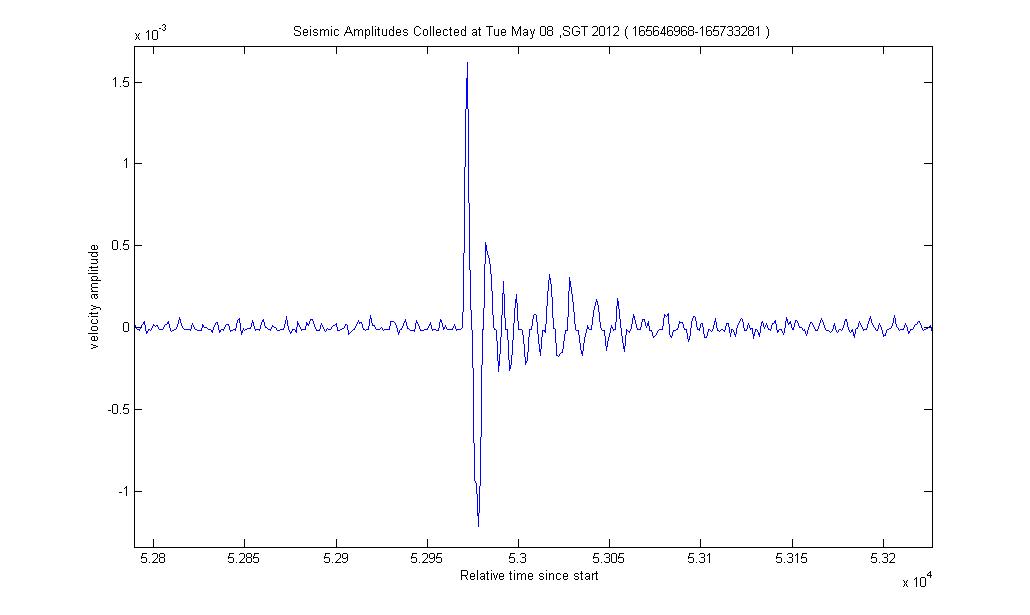 Seismic Amplitudes Collected at Tue May 08 ,SGT 2012 ( 165646968-165733281 )
x 10^-3
1.5
1
0.5
0
-0.5
-1
velocity amplitude
5.28 5.285 5.29 5.295 5.3 5.305 5.31 5.315 5.32
Relative time since start
x 10^4